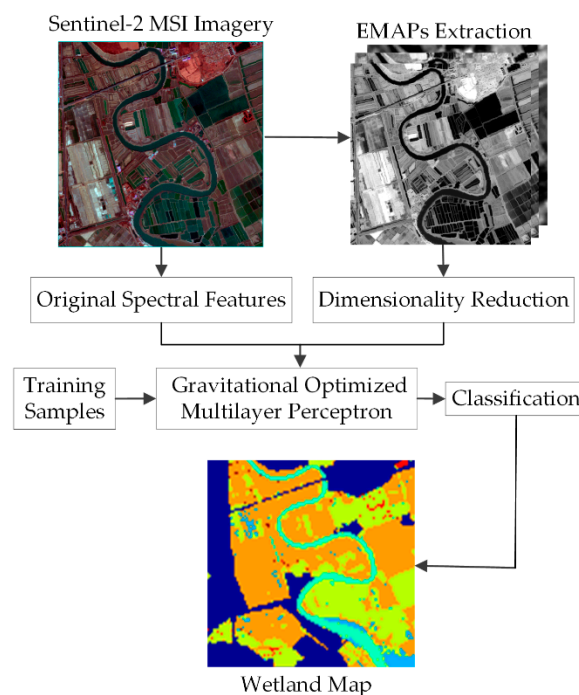 Sentinel-2 MSI Imagery
EMAPs Extraction
Original Spectral Features
Dimensionality Reduction
Training
Samples
Gravitational Optimized
Multilayer Perceptron
Classification
Wetland Map